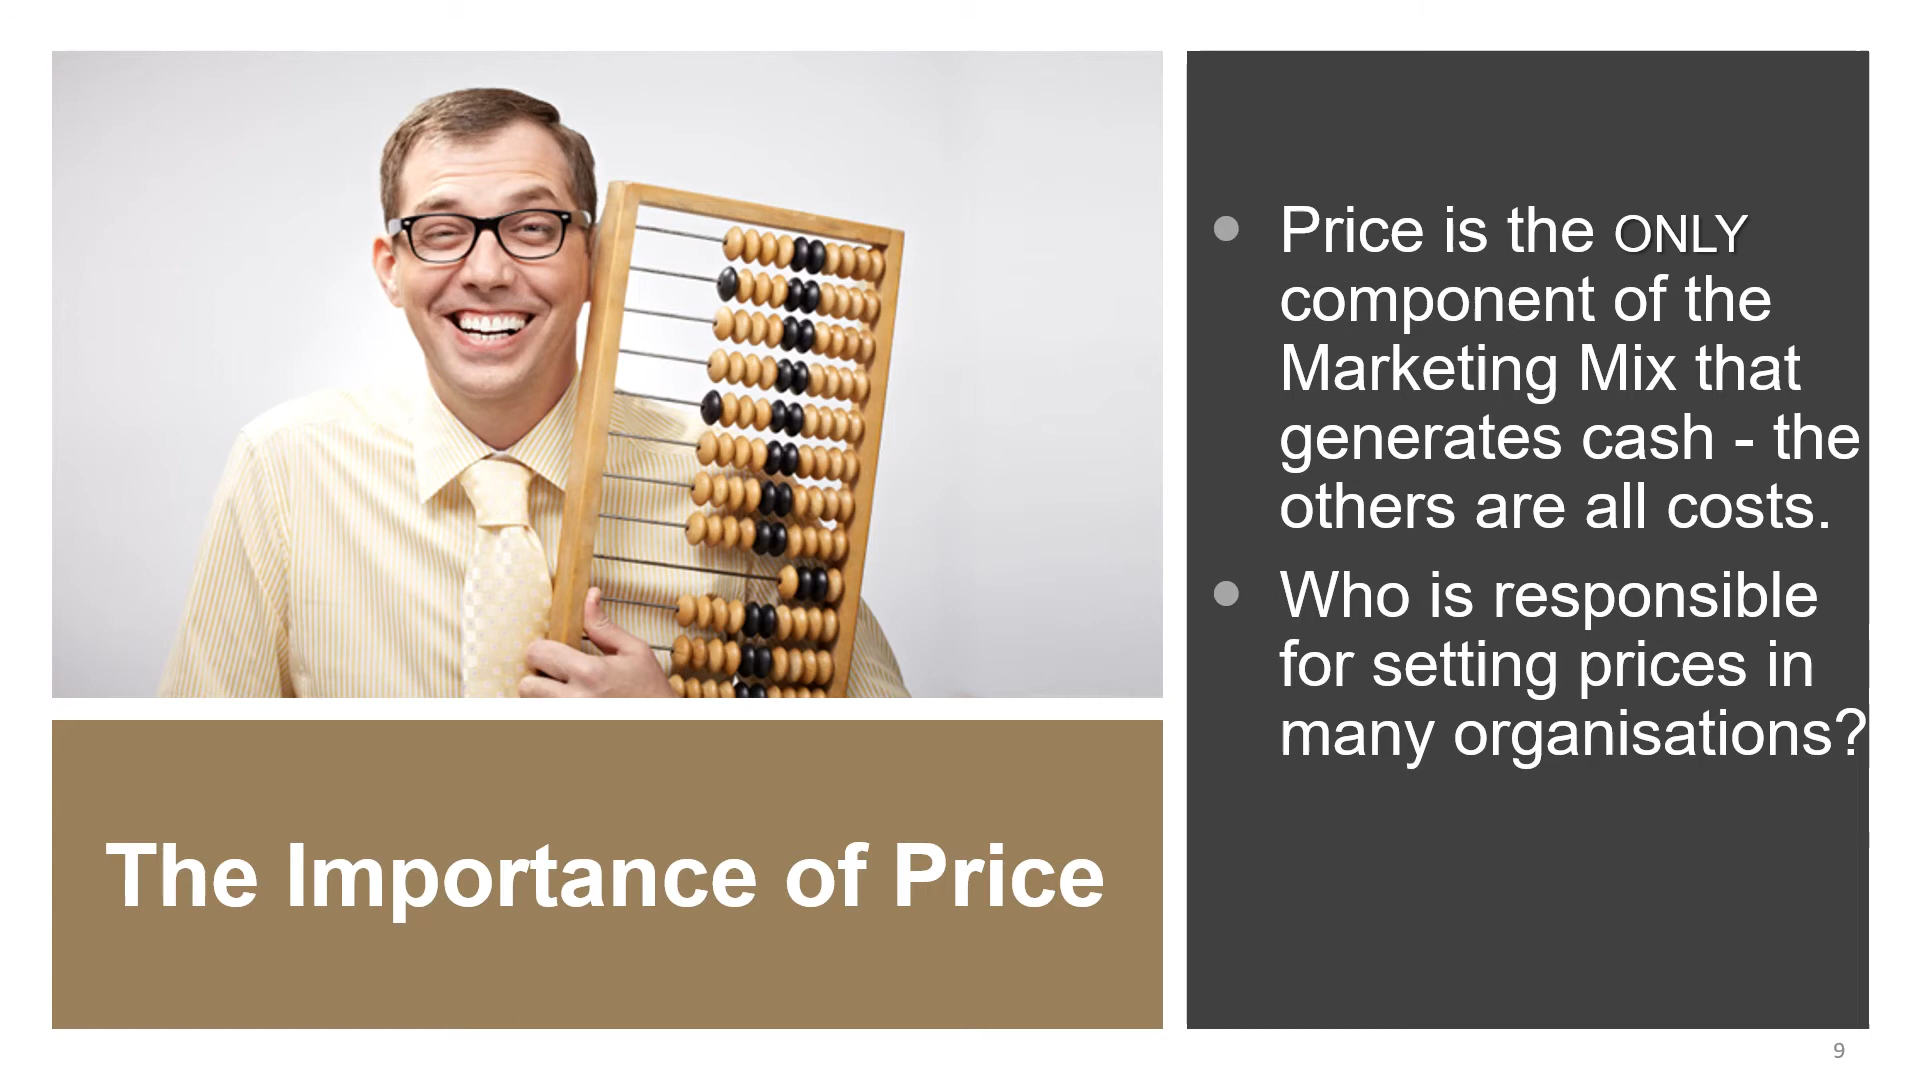 The Importance of Price
• Price is the ONLY
component of the
Marketing Mix that
generates cash - the
others are all costs.
• Who is responsible
for setting prices in
many organisations?
9